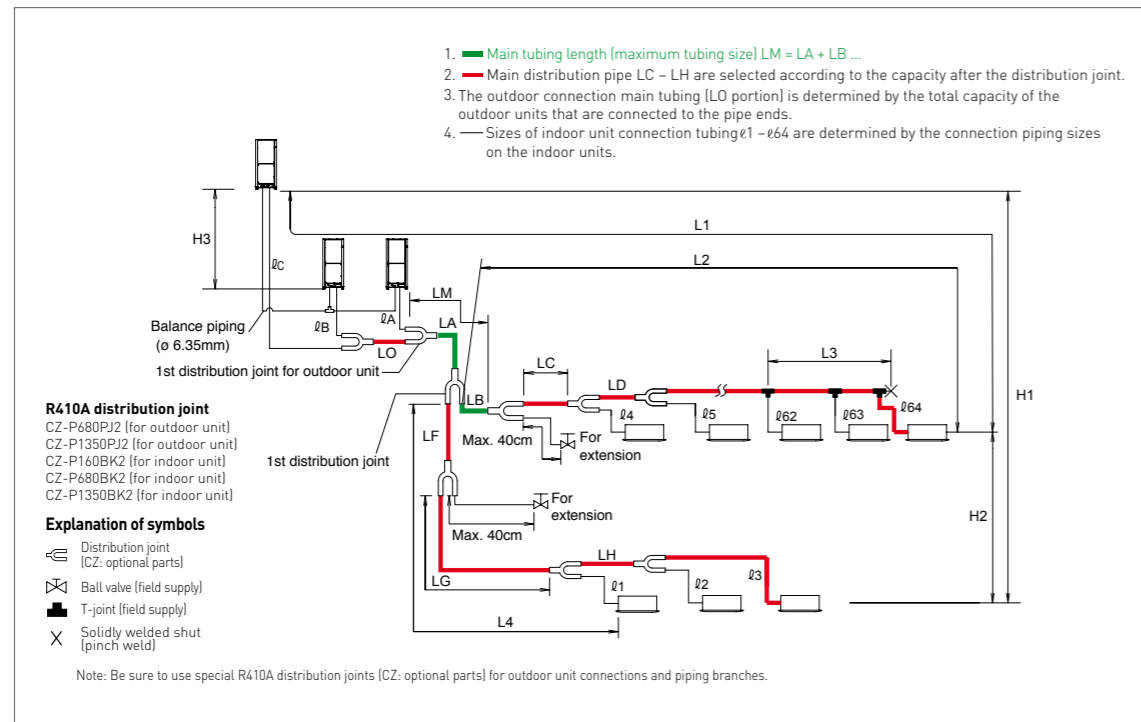 1. Main tubing length (maximum tubing size) LM = LA + LB ...
2. Main distribution pipe LC – LH are selected according to the capacity after the distribution joint.
3. The outdoor connection main tubing (LO portion) is determined by the total capacity of the
outdoor units that are connected to the pipe ends.
4. Sizes of indoor unit connection tubing ℓ1 – ℓ64 are determined by the connection piping sizes
on the indoor units.
H3
L1
L2
ℓC
LM
Balance piping
(ø 6.35mm)
ℓB
ℓA
LA
LO
1st distribution joint for outdoor unit
LC
LD
L3
H1
LB
ℓ4
ℓ5
ℓ62
ℓ63
ℓ64
R410A distribution joint
CZ-P680PJ2 (for outdoor unit)
CZ-P1350PJ2 (for outdoor unit)
CZ-P160BK2 (for indoor unit)
CZ-P680BK2 (for indoor unit)
CZ-P1350BK2 (for indoor unit)
LF
Max. 40cm
For
extension
1st distribution joint
For
extension
Max. 40cm
H2
Explanation of symbols
Distribution joint
(CZ: optional parts)
Ball valve (field supply)
T-joint (field supply)
Solidly welded shut
(pinch weld)
LG
LH
ℓ1
ℓ2
ℓ3
L4
Note: Be sure to use special R410A distribution joints (CZ: optional parts) for outdoor unit connections and piping branches.